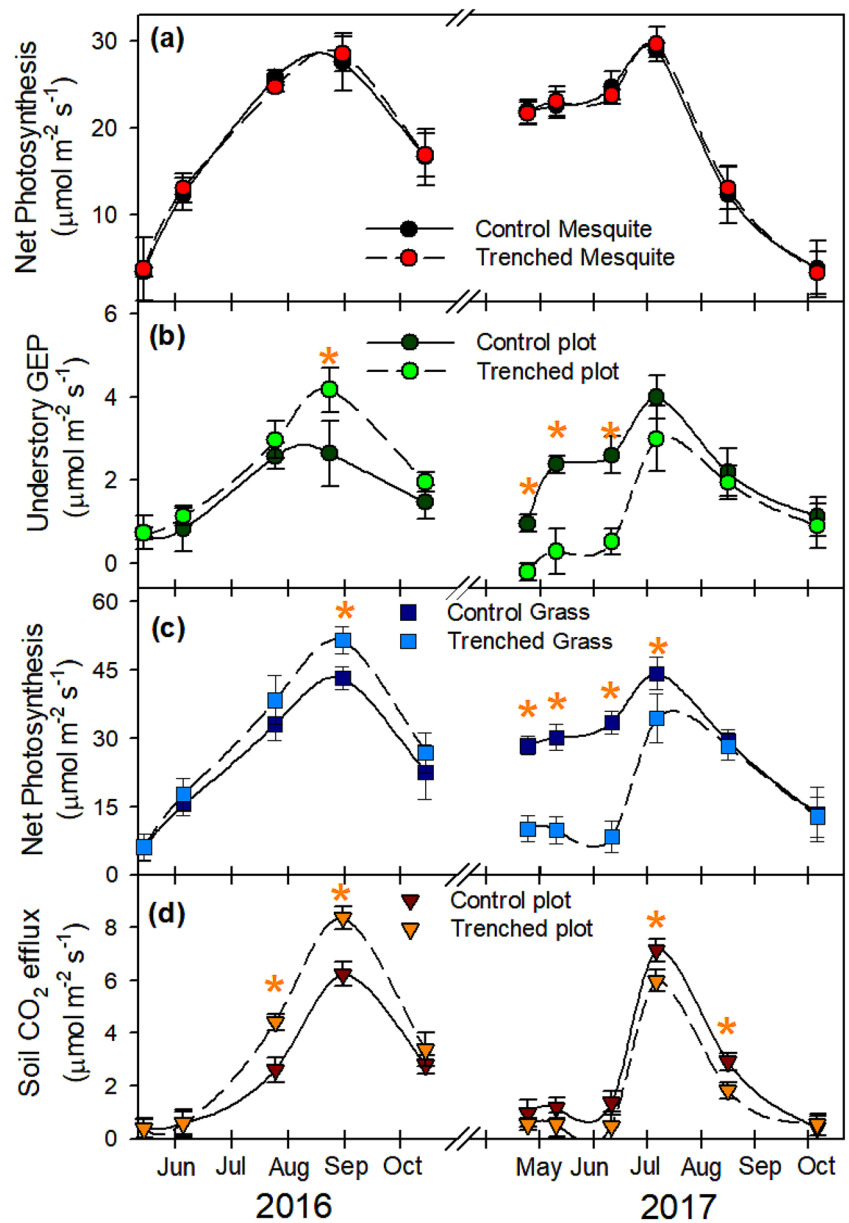 (a)
Net Photosynthesis
(μmol m⁻² s⁻¹)
30
20
10
Control Mesquite
Trenched Mesquite
(b)
Understory GEP
(μmol m⁻² s⁻¹)
6
4
2
0
*
Control plot
Trenched plot
* * *
(c)
Net Photosynthesis
(μmol m⁻² s⁻¹)
60
45
30
15
0
*
Control Grass
Trenched Grass
* * * *
(d)
Soil CO₂ efflux
(μmol m⁻² s⁻¹)
8
6
4
2
0
* *
Control plot
Trenched plot
* *
Jun Jul Aug Sep Oct May Jun Jul Aug Sep Oct
2016 2017